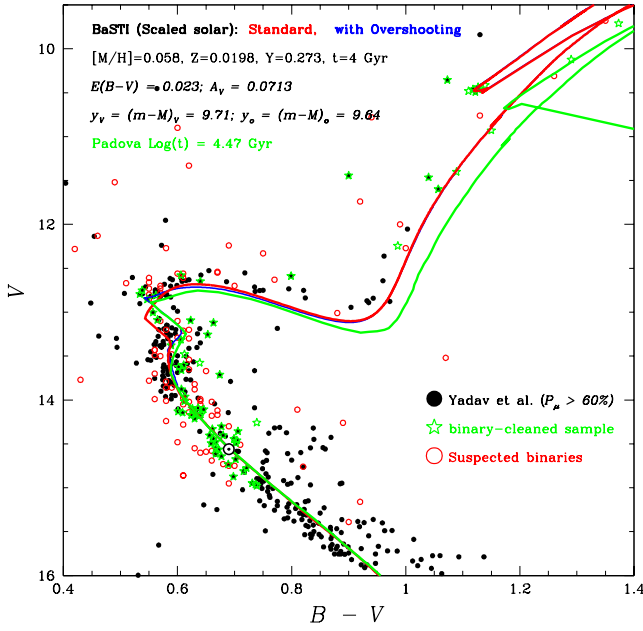 BaSTI (Scaled solar): Standard, with Overshooting
[M/H]=0.058, Z=0.0198, Y=0.273, t=4 Gyr
E(B-V) = 0.023; A_V = 0.0713
y_V = (m-M)_V = 9.71; y_o = (m-M)_o = 9.64
Padova Log(t) = 4.47 Gyr
10
12
V
14
16
Yadav et al. (P_μ > 60%)
binary-cleaned sample
Suspected binaries
0.4 0.6 0.8 1 1.2 1.4
B - V